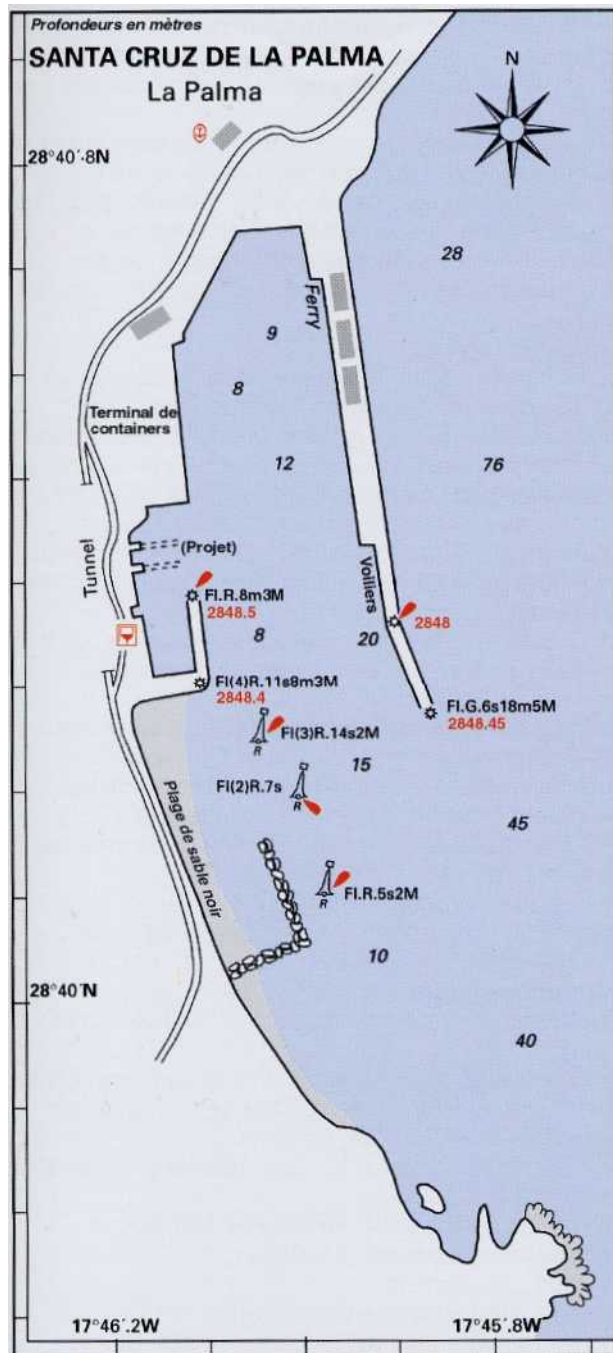 Profondeurs en mètres
SANTA CRUZ DE LA PALMA
La Palma
N
28°40´·8N
28
Ferry
9
8
Terminal de
containers
12
76
Tunnel
(Projet)
Voiliers
Fl.R.8m3M
2848.5
8
20
2848
Fl(4)R.11s8m3M
2848.4
Fl.G.6s18m5M
2848.45
Fl(3)R.14s2M
R
15
Fl(2)R.7s
R
Plage de sable noir
45
Fl.R.5s2M
R
10
28°40´N
40
17°46´.2W
17°45´.8W